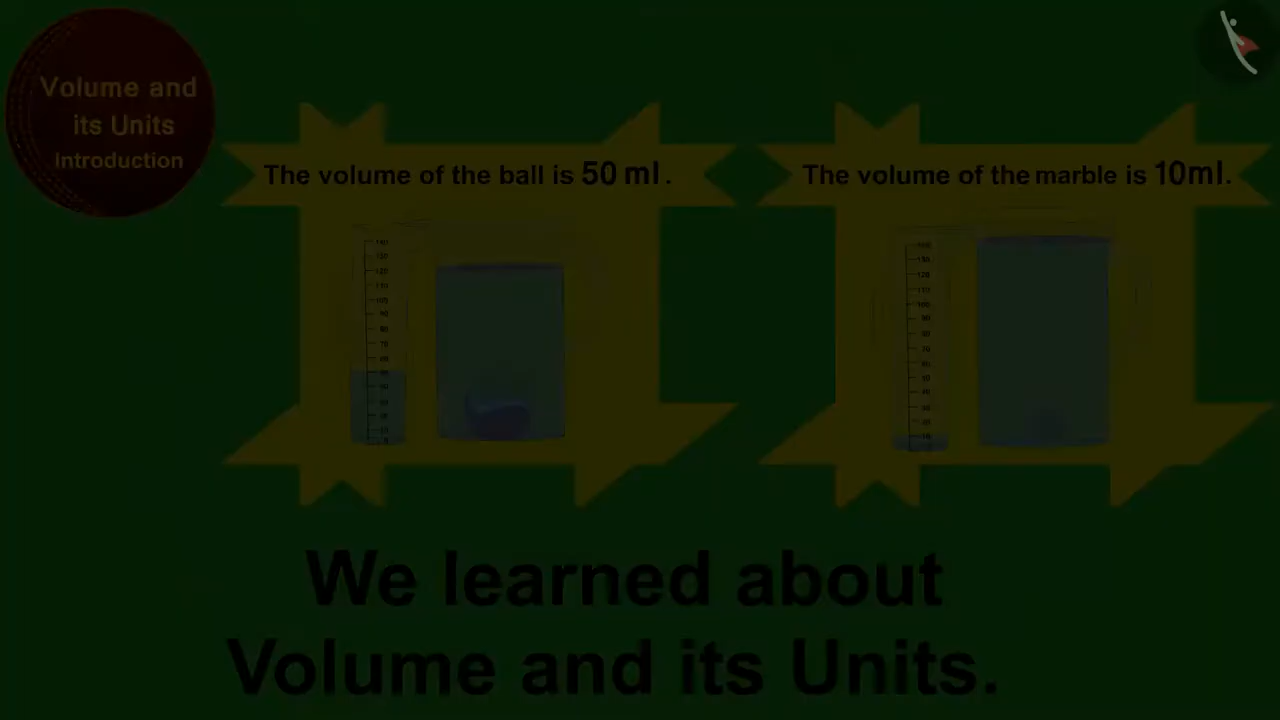 Volume and
its Units
Introduction
The volume of the ball is 50 ml.
The volume of the marble is 10ml.
We learned about
Volume and its Units.